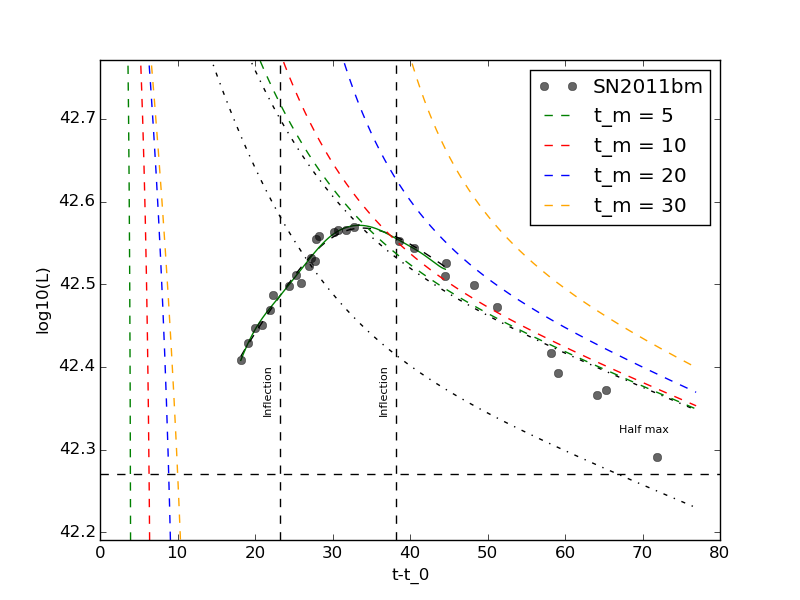 42.7
42.6
42.5
42.4
42.3
42.2
log10(L)
0
10
20
30
40
50
60
70
80
t-t_0
SN2011bm
t_m = 5
t_m = 10
t_m = 20
t_m = 30
Inflection
Inflection
Half max